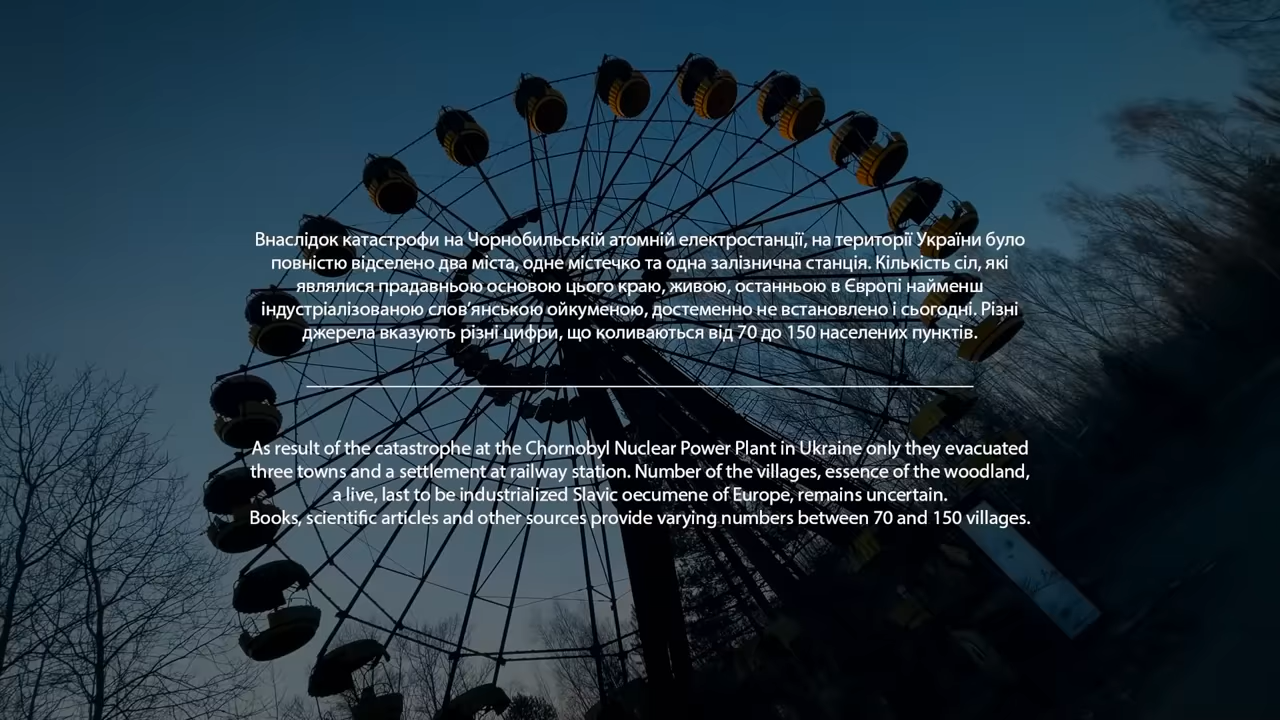 Внаслідок катастрофи на Чорнобильській атомній електростанції, на території України було
повністю відселено два міста, одне містечко та одна залізнична станція. Кількість сіл, які
являлися прадавньою основою цього краю, живою, останньою в Європі найменш
індустріалізованою слов’янською ойкуменою, достеменно не встановлено і сьогодні. Різні
джерела вказують різні цифри, що коливаються від 70 до 150 населених пунктів.
As result of the catastrophe at the Chornobyl Nuclear Power Plant in Ukraine only they evacuated
three towns and a settlement at railway station. Number of the villages, essence of the woodland,
a live, last to be industrialized Slavic oecumene of Europe, remains uncertain.
Books, scientific articles and other sources provide varying numbers between 70 and 150 villages.